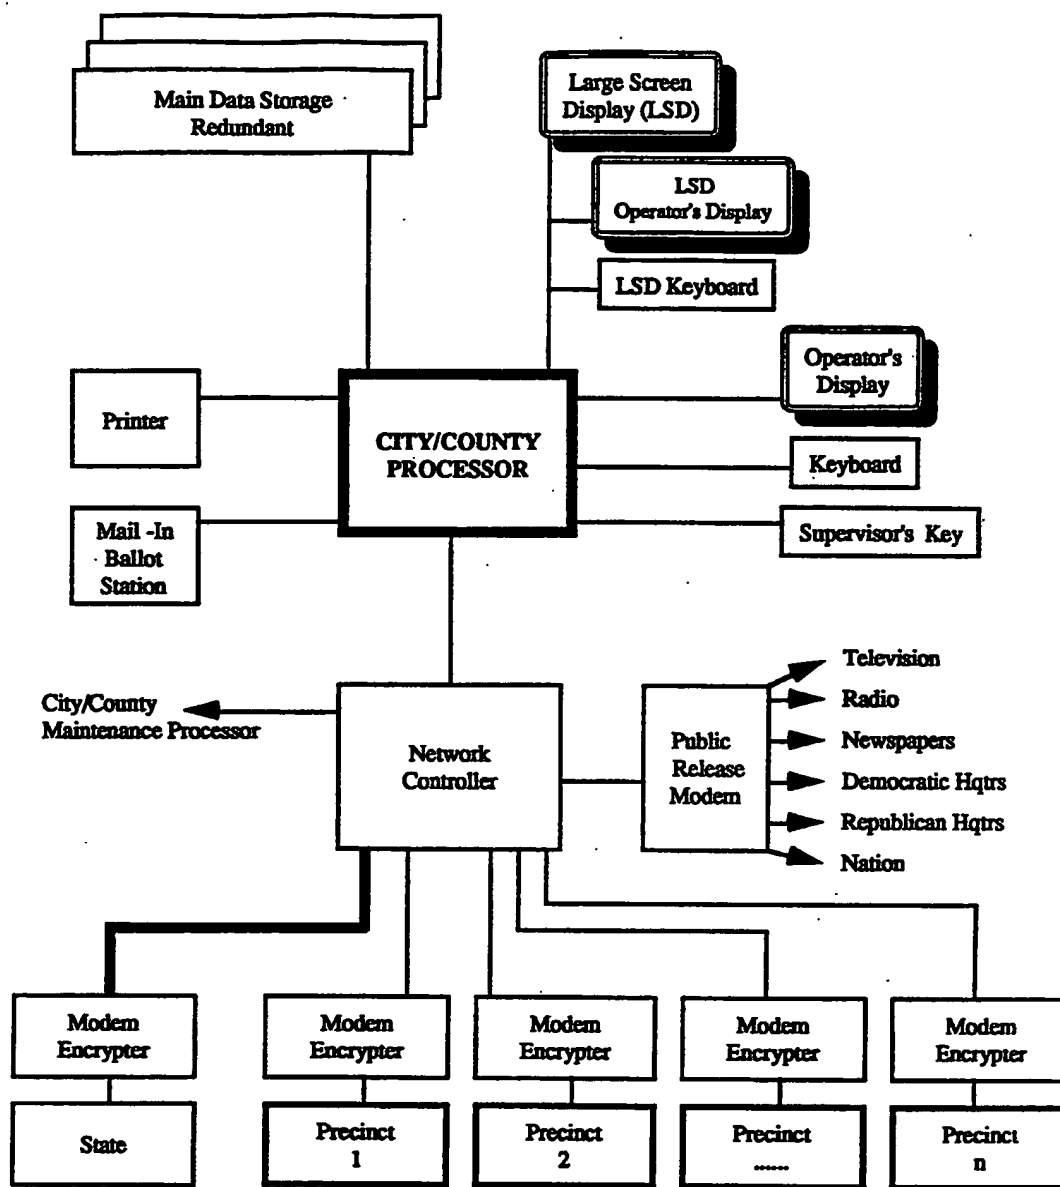 Main Data Storage
Redundant
Large Screen
Display (LSD)
LSD
Operator's Display
LSD Keyboard
Operator's
Display
Printer
CITY/COUNTY
PROCESSOR
Keyboard
Mail -In
Ballot
Station
Supervisor's Key
City/County
Maintenance Processor
Network
Controller
Public
Release
Modem
Television
Radio
Newspapers
Democratic Hqtrs
Republican Hqtrs
Nation
Modem
Encrypter
Modem
Encrypter
Modem
Encrypter
Modem
Encrypter
Modem
Encrypter
State
Precinct
1
Precinct
2
Precinct
......
Precinct
n